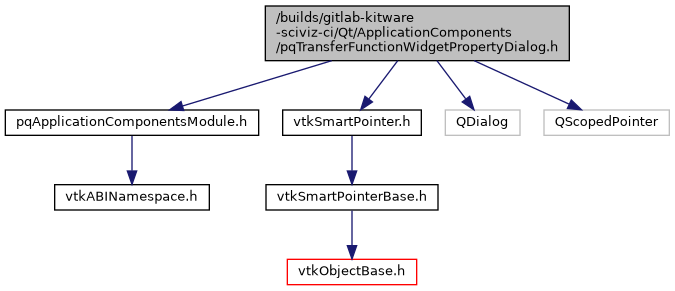 /builds/gitlab-kitware
-sciviz-ci/Qt/ApplicationComponents
/pqTransferFunctionWidgetPropertyDialog.h
pqApplicationComponentsModule.h
vtkSmartPointer.h
QDialog
QScopedPointer
vtkABINamespace.h
vtkSmartPointerBase.h
vtkObjectBase.h